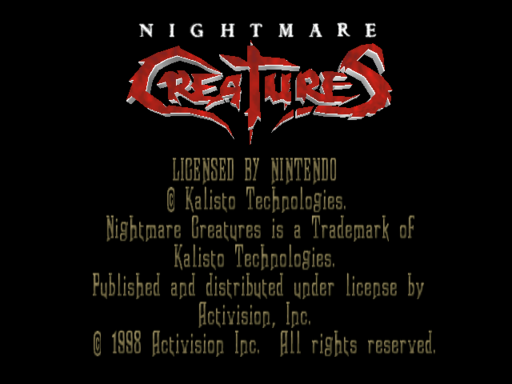 NIGHTMARE
CREATURES
LICENSED BY NINTENDO
© Kalisto Technologies.
Nightmare Creatures is a Trademark of
Kalisto Technologies.
Published and distributed under license by
Activision, Inc.
© 1998 Activision Inc. All rights reserved.